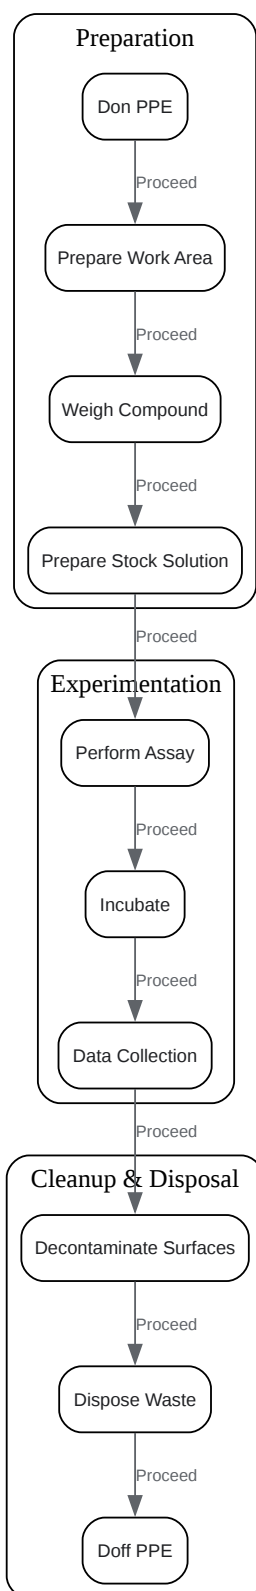 Preparation
Don PPE
Proceed
Prepare Work Area
Proceed
Weigh Compound
Proceed
Prepare Stock Solution
Proceed
Experimentation
Perform Assay
Proceed
Incubate
Proceed
Data Collection
Proceed
Cleanup & Disposal
Decontaminate Surfaces
Proceed
Dispose Waste
Proceed
Doff PPE